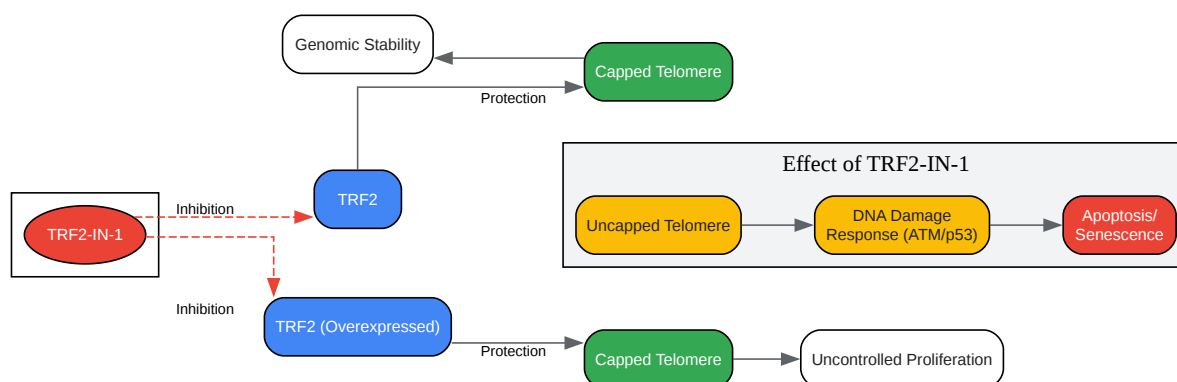 Genomic Stability
Capped Telomere
Protection
Effect of TRF2-IN-1
TRF2
Inhibition
TRF2-IN-1
Uncapped Telomere
DNA Damage
Response (ATM/p53)
Apoptosis/
Senescence
Inhibition
TRF2 (Overexpressed)
Protection
Capped Telomere
Uncontrolled Proliferation